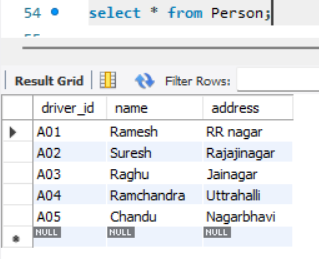 54 select * from Person;
Result Grid Filter Rows:
driver_id name address
A01 Ramesh RR nagar
A02 Suresh Rajajinagar
A03 Raghu Jainagar
A04 Ramchandra Uttrahalli
A05 Chandu Nagarbhavi
NULL NULL NULL